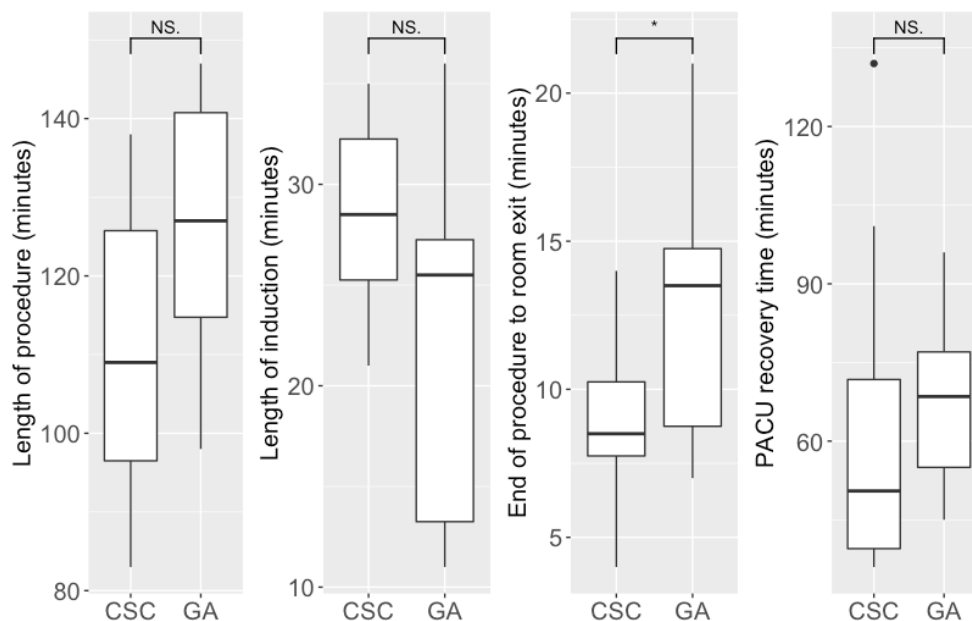 Length of procedure (minutes)
140
120
100
80
NS.
CSC GA
Length of induction (minutes)
30
20
10
NS.
CSC GA
End of procedure to room exit (minutes)
20
15
10
5
*
CSC GA
PACU recovery time (minutes)
120
90
60
NS.
CSC GA